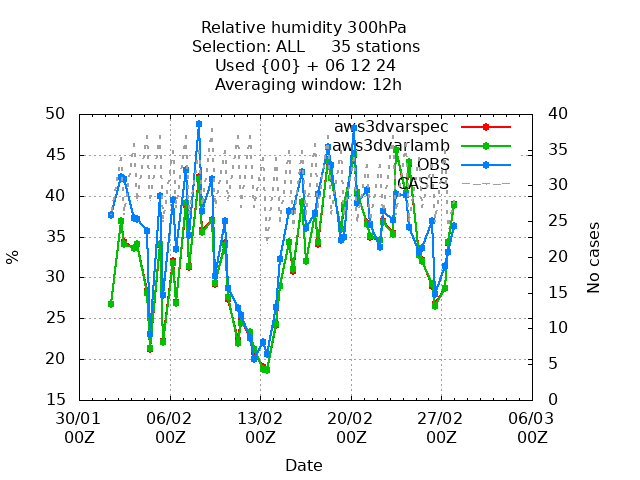 Relative humidity 300hPa
Selection: ALL 35 stations
Used {00} + 06 12 24
Averaging window: 12h
aws3dvarspec
aws3dvarlamb
OBS
CASES
50
45
40
35
30
25
20
15
%
40
35
30
25
20
15
10
5
0
No cases
30/01 06/02 13/02 20/02 27/02 06/03
00Z 00Z 00Z 00Z 00Z 00Z
Date